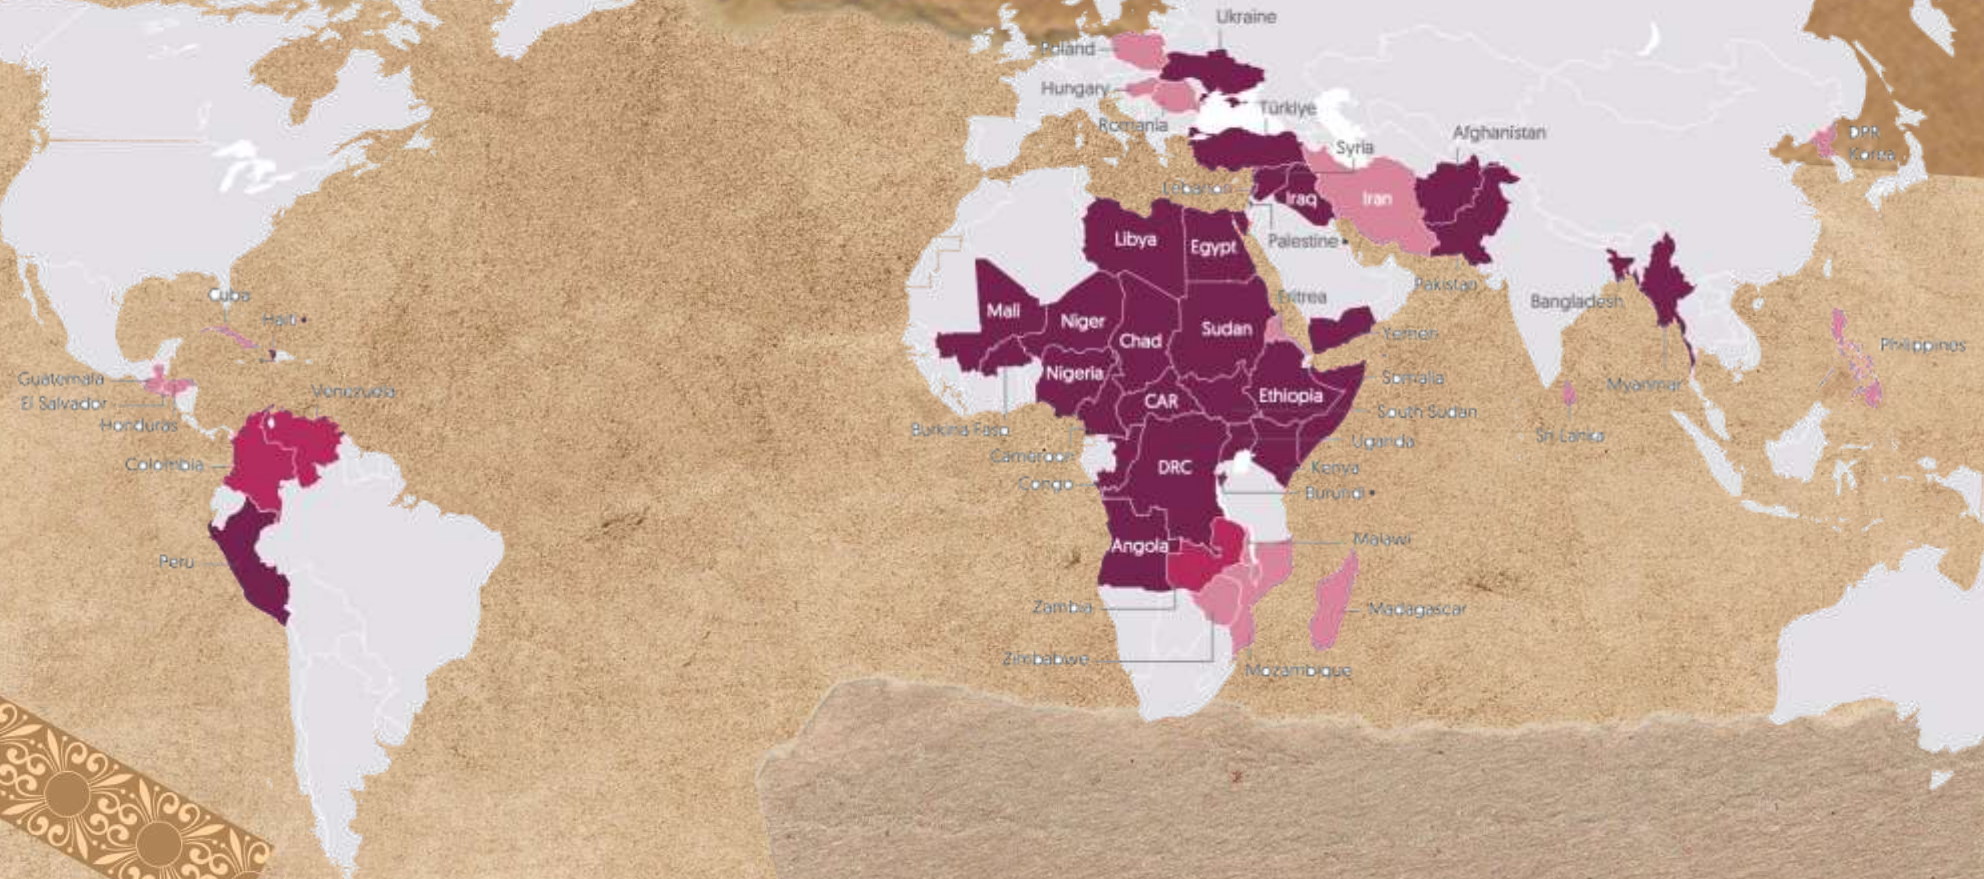 Ukraine
Poland
Hungary
Türkiye
Romania
Afghanistan
DPR
Korea
Syria
Lebanon
Iraq
Iran
Libya
Egypt
Palestine •
Pakistan
Cuba
Haiti •
Eritrea
Bangladesh
Mali
Niger
Chad
Sudan
Yemen
Philippines
Guatemala
El Salvador
Honduras
Venezuela
Nigeria
CAR
Ethiopia
Somalia
Myanmar
South Sudan
Burkina Faso
Sri Lanka
Uganda
Colombia
Cameroon
DRC
Kenya
Congo
Burundi •
Peru
Angola
Malawi
Zambia
Madagascar
Zimbabwe
Mozambique